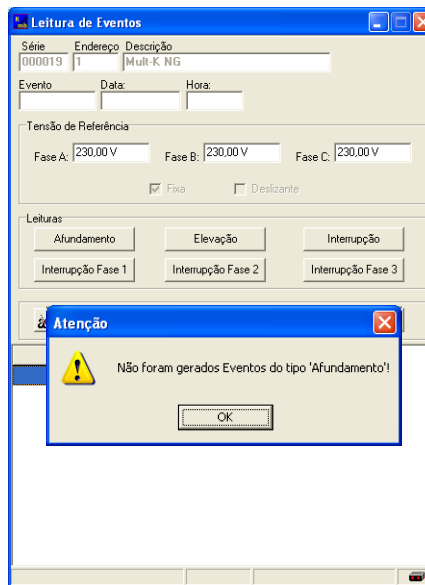 Leitura de Eventos
Série Endereço Descrição
000019 1 Mult-K NG
Evento Data: Hora:
Tensão de Referência
Fase A: 230,00 V Fase B: 230,00 V Fase C: 230,00 V
Fixa Deslizante
Leituras
Afundamento Elevação Interrupção
Interrupção Fase 1 Interrupção Fase 2 Interrupção Fase 3
Atenção
Não foram gerados Eventos do tipo 'Afundamento'!
OK